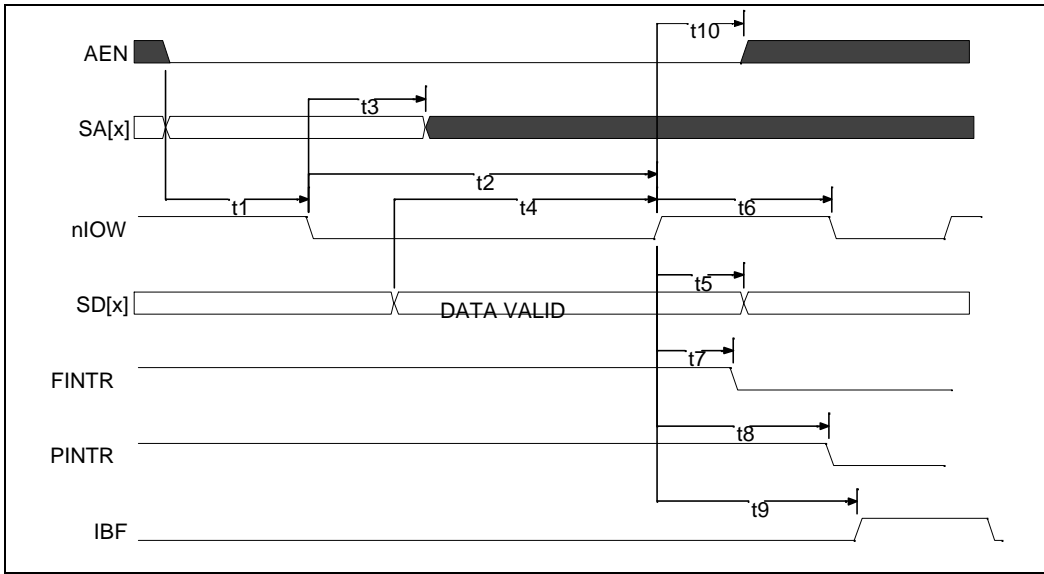 t10
AEN
t3
SA[x]
t2
t1
t4
t6
nIOW
t5
SD[x]
DATA VALID
t7
FINTR
t8
PINTR
t9
IBF